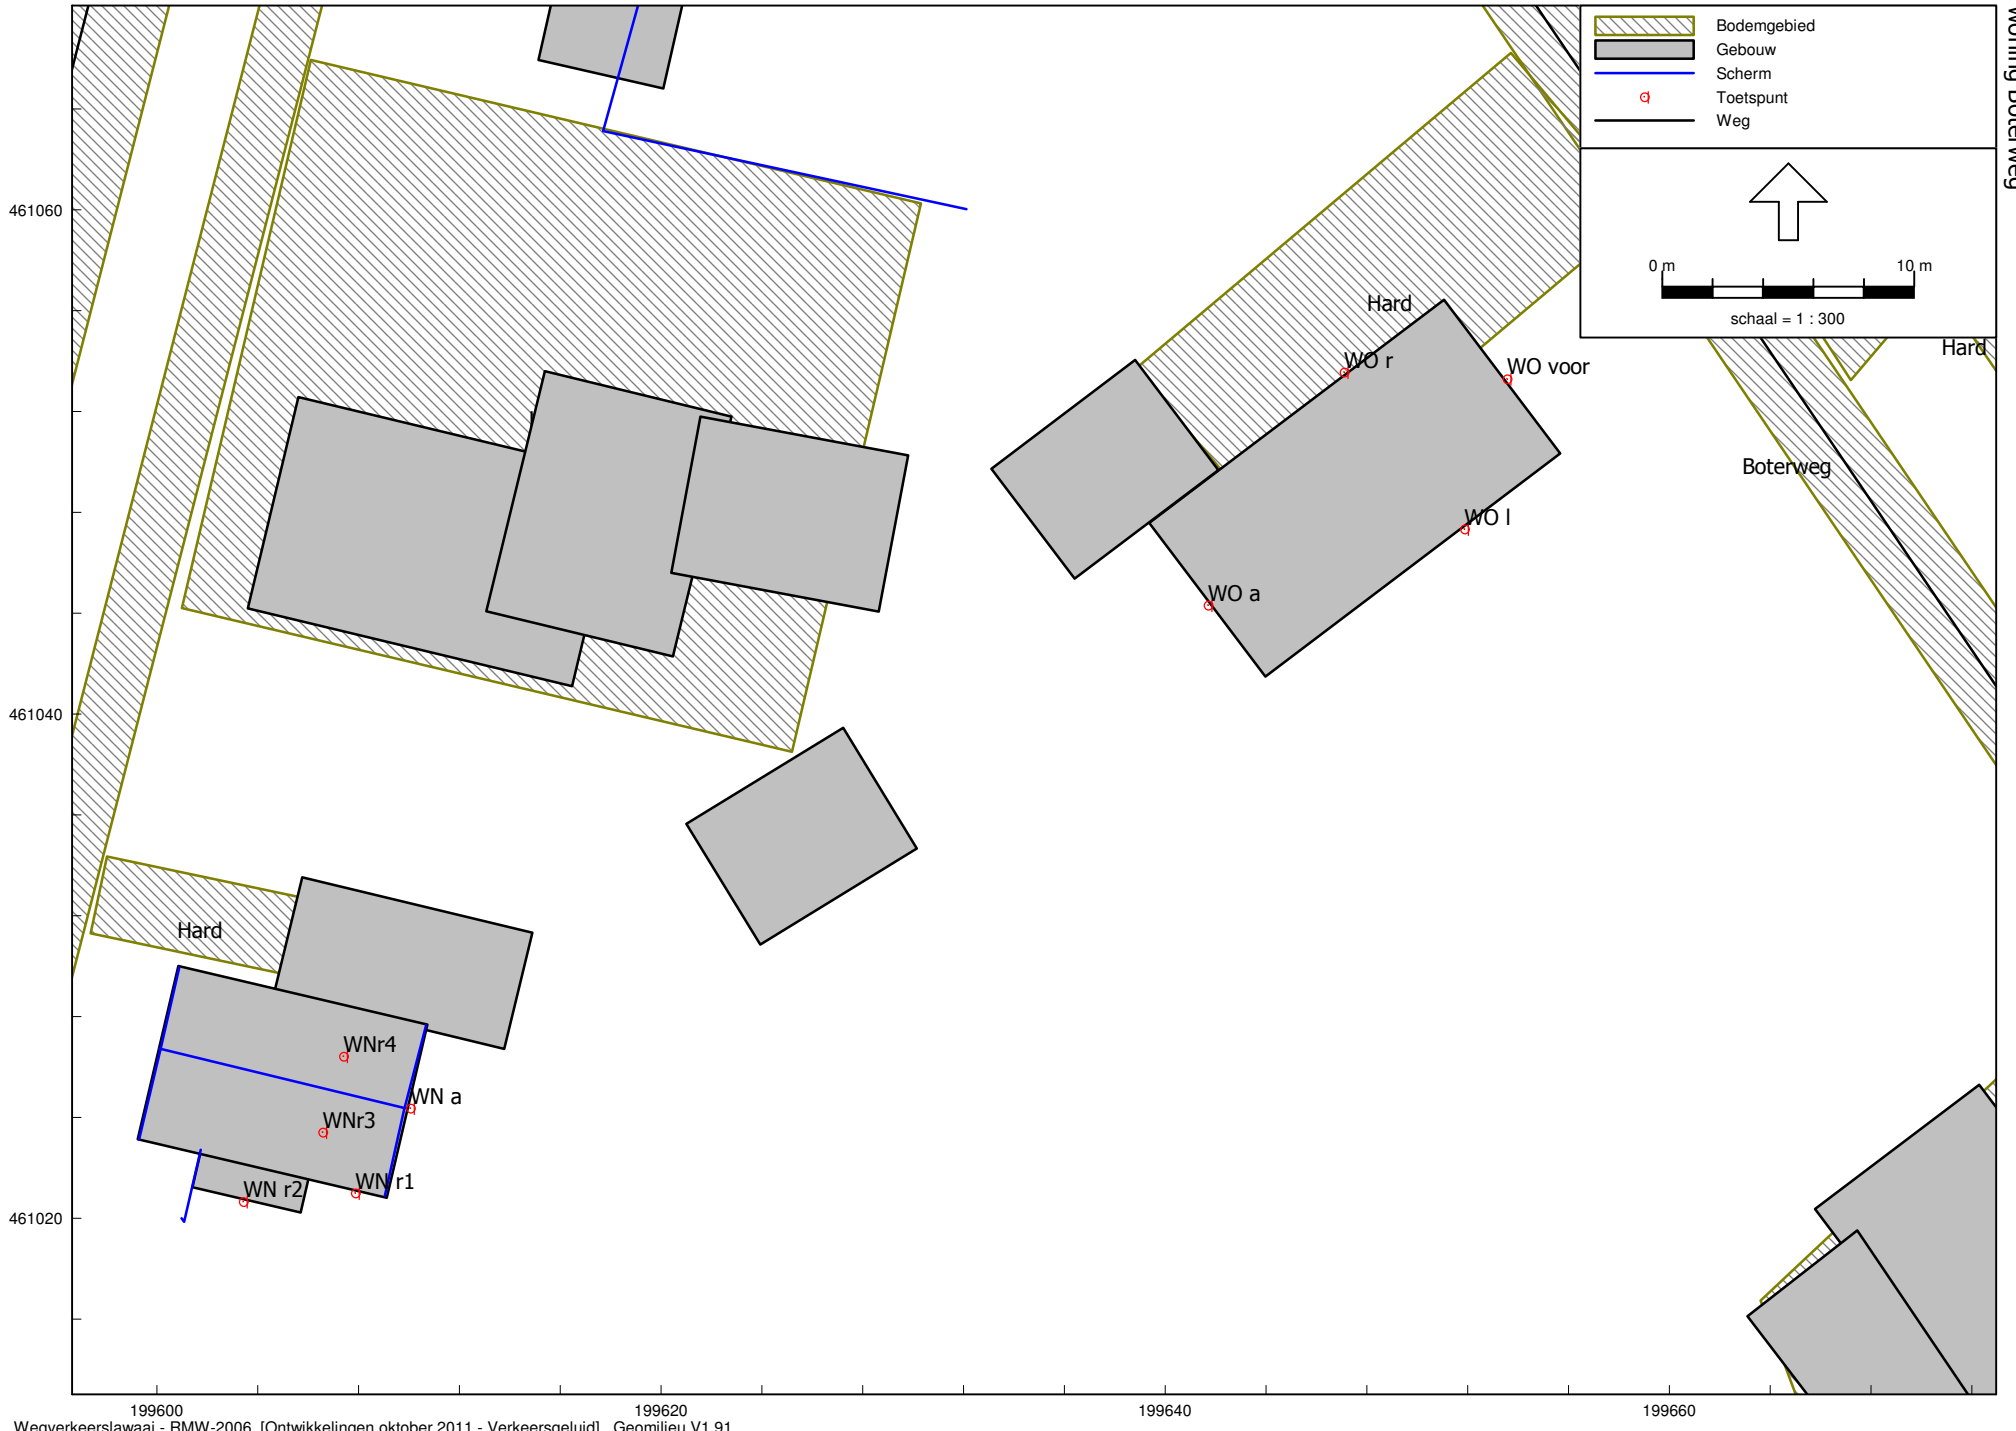 Bodemgebied
Gebouw
Scherm
Toetspunt
Weg
woning Boterweg
0 m
10 m
schaal = 1 : 300
461060
Hard
Hard
WO r
WO voor
Boterweg
WO l
WO a
461040
Hard
WNr4
WN a
WNr3
WN r1
WN r2
461020
199600
199620
199640
199660
Wegverkeerslawaai - RMW-2006, [Ontwikkelingen oktober 2011 - Verkeersgeluid] , Geomilieu V1.91